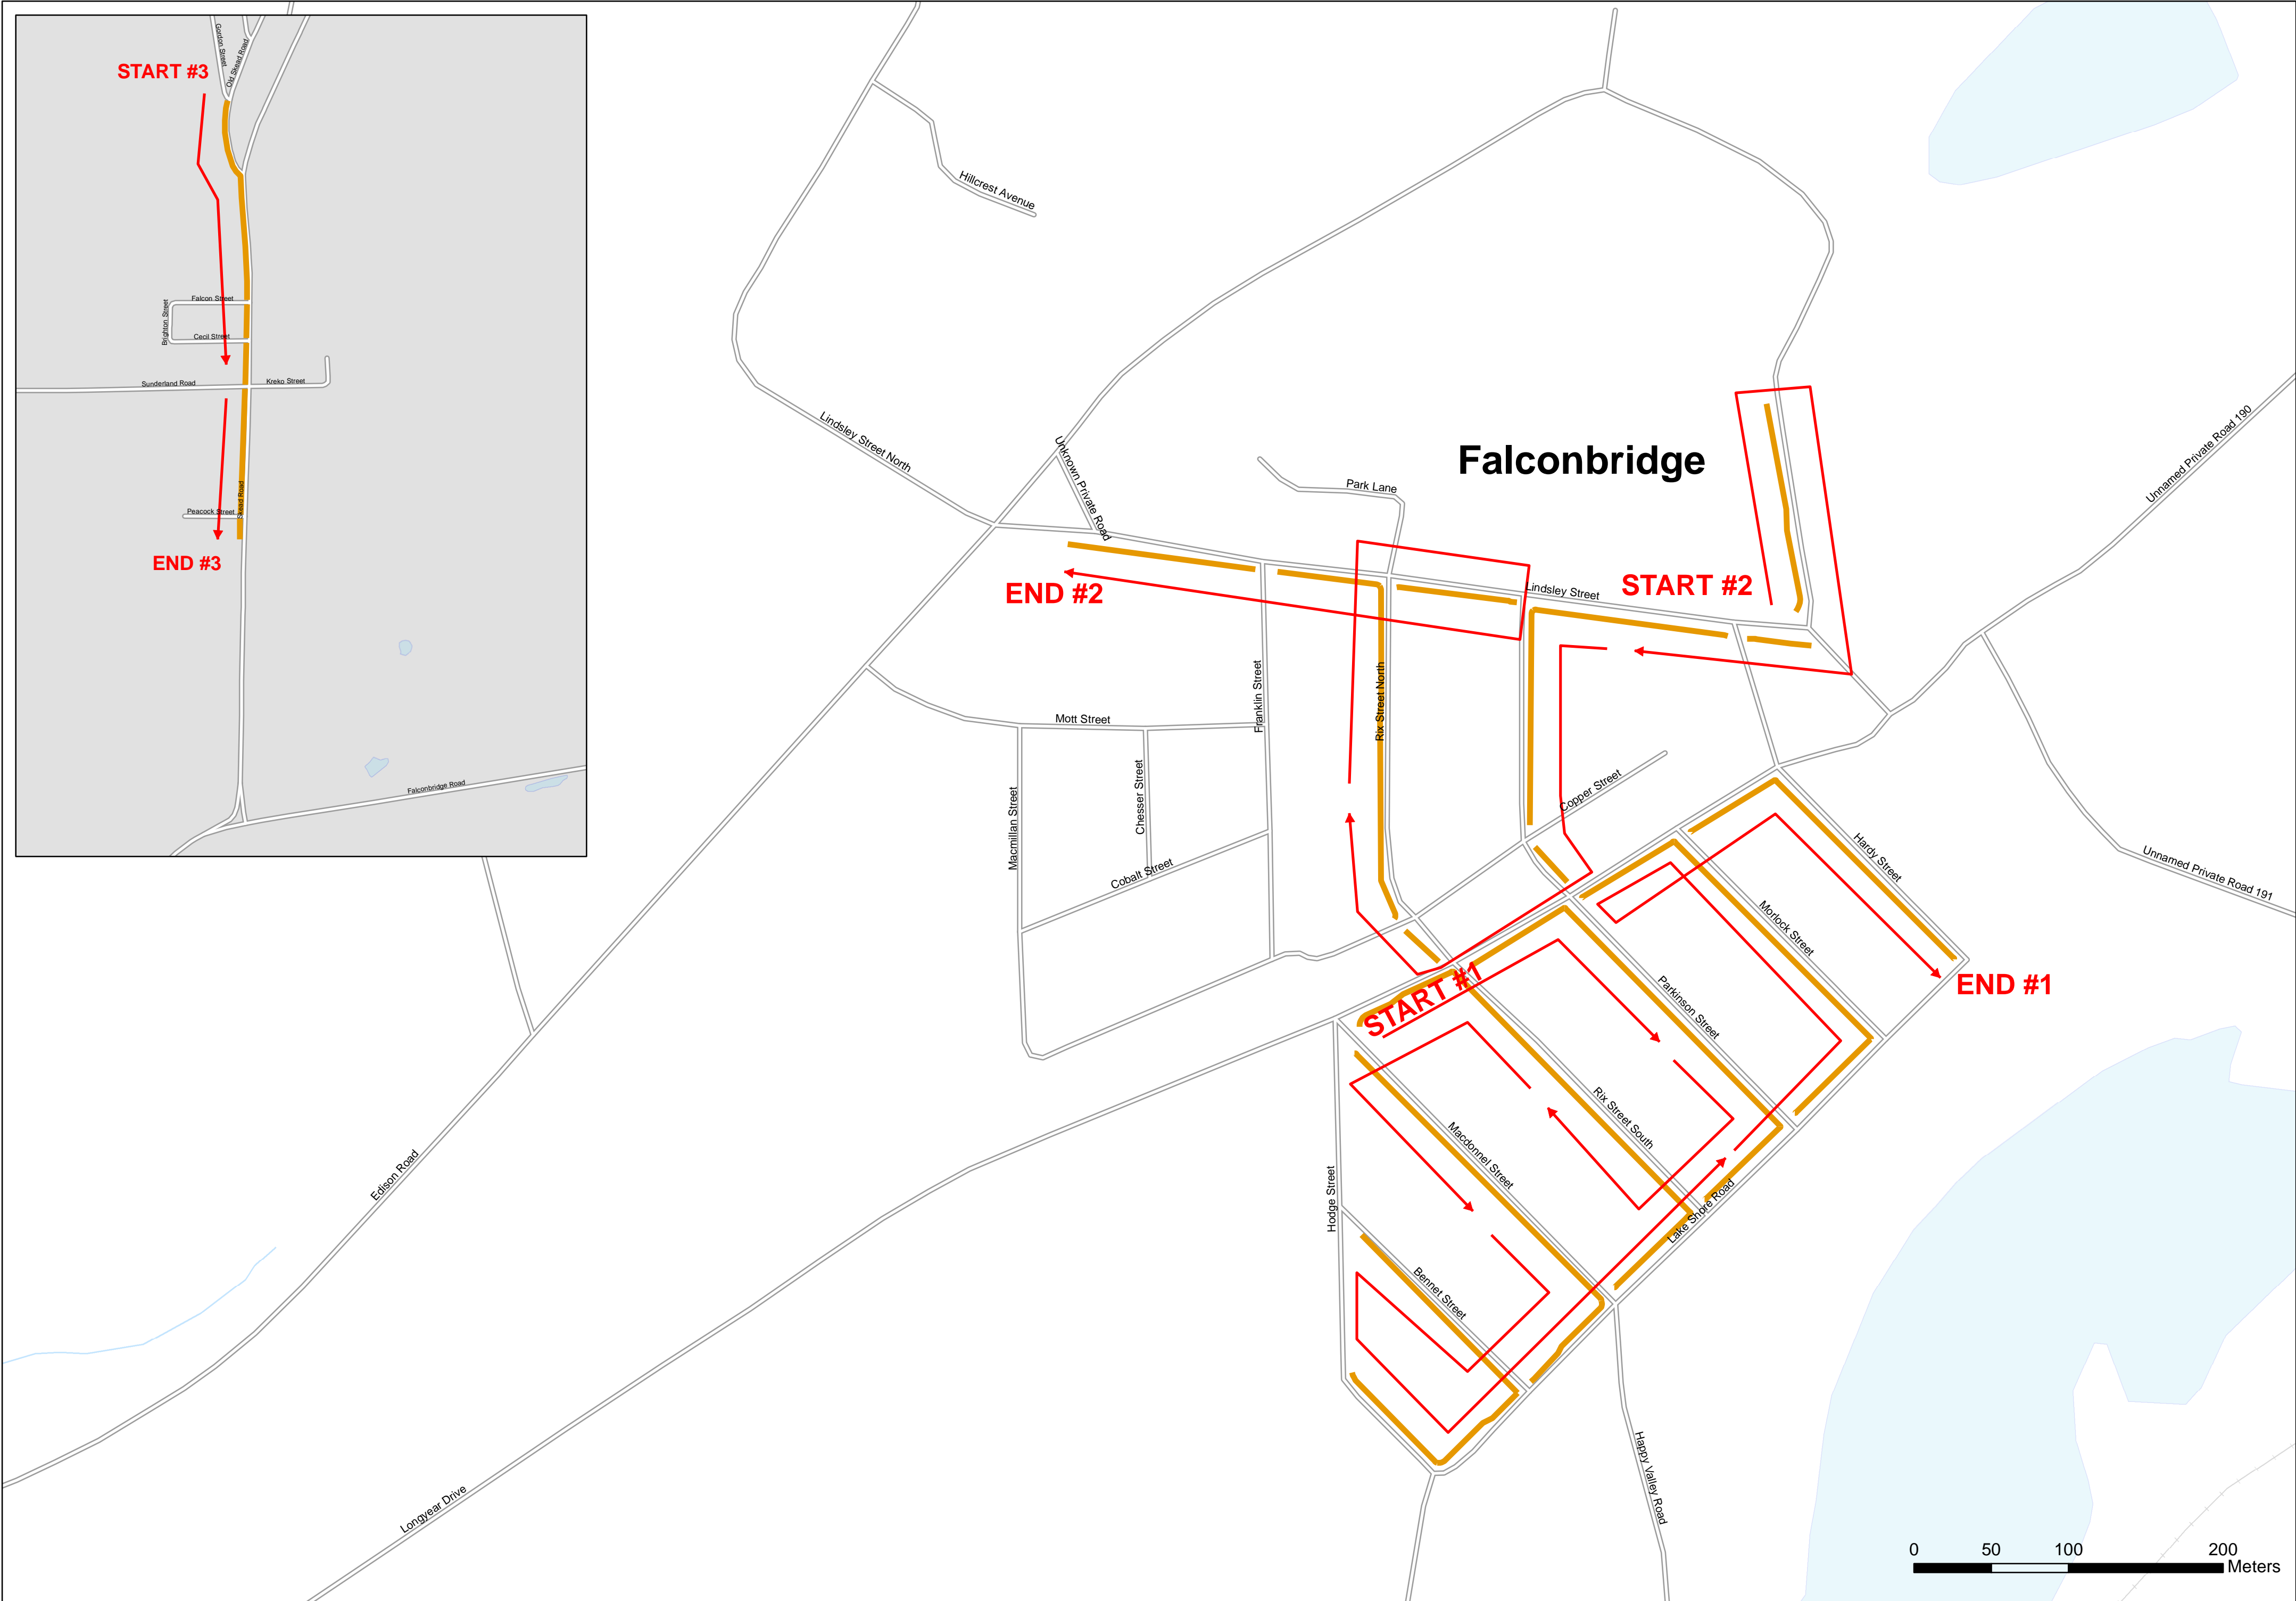 Gordon Street
Old Skead Road
START #3
Falcon Street
Brighton Street
Cecil Street
Sunderland Road
Kreko Street
Skead Road
Peacock Street
END #3
Falconbridge Road
Hillcrest Avenue
Lindsley Street North
Unknown Private Road
Park Lane
Falconbridge
Unnamed Private Road 190
START #2
Lindsley Street
END #2
Franklin Street
Rix Street North
Mott Street
Macmillan Street
Chesser Street
Cobalt Street
Copper Street
Hardy Street
Unnamed Private Road 191
Morlock Street
Parkinson Street
START #1
END #1
Rix Street South
Macdonnel Street
Lake Shore Road
Hodge Street
Bennet Street
Edison Road
Longyear Drive
Happy Valley Road
0 50 100 200
Meters